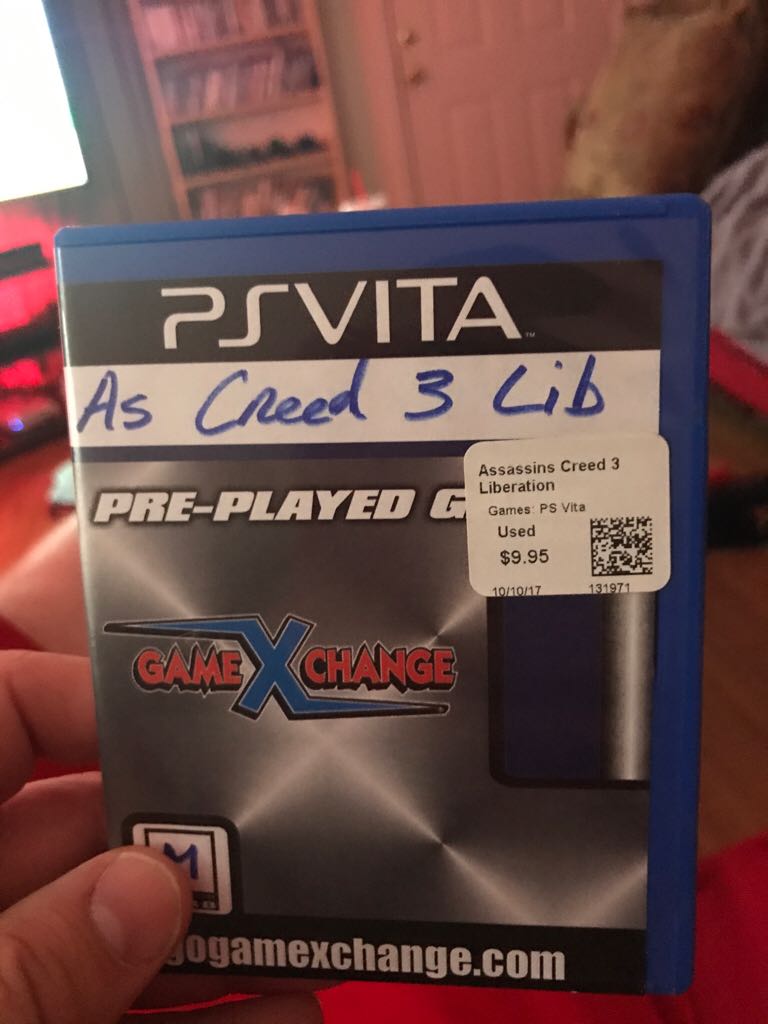 PSVITA™
As Creed 3 Lib
PRE-PLAYED G
Assassins Creed 3
Liberation
Games: PS Vita
Used
$9.95
10/10/17 131971
GAME X CHANGE
M
gogamexchange.com